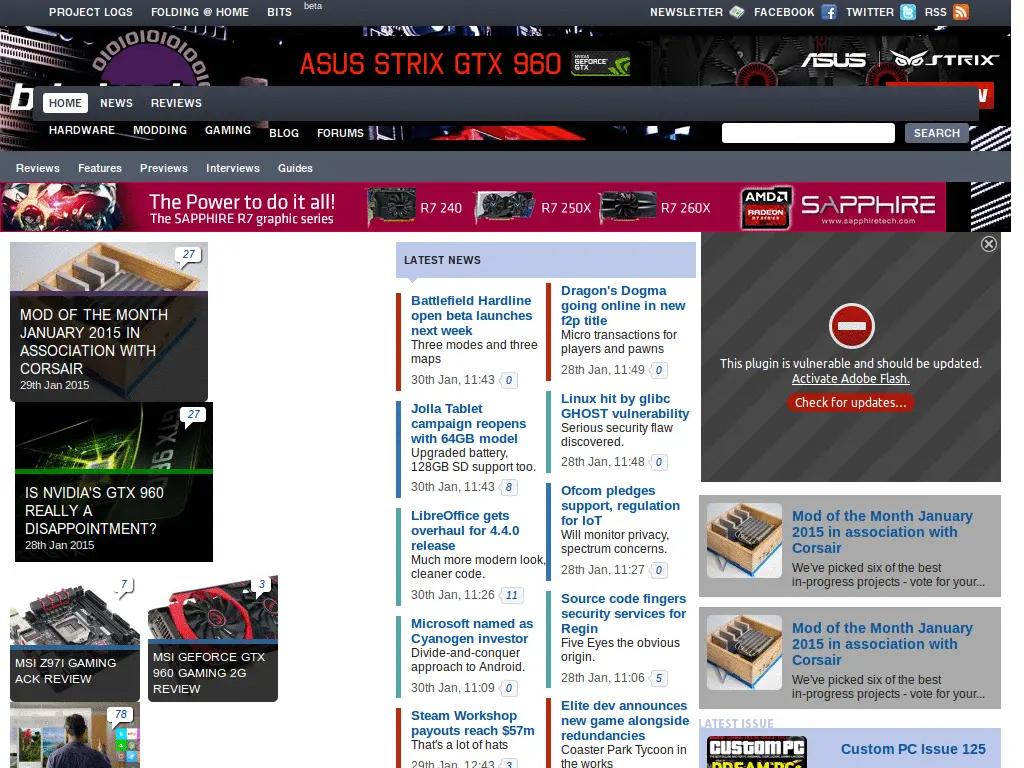 PROJECT LOGS FOLDING @ HOME BITS beta NEWSLETTER FACEBOOK TWITTER RSS
ASUS STRIX GTX 960 GEFORCE GTX ASUS STRIX
HOME NEWS REVIEWS
HARDWARE MODDING GAMING BLOG FORUMS SEARCH
Reviews Features Previews Interviews Guides
The Power to do it all!
The SAPPHIRE R7 graphic series
R7 240 R7 250X R7 260X
AMD RADEON SAPPHIRE
www.sapphiretech.com
27
MOD OF THE MONTH
JANUARY 2015 IN
ASSOCIATION WITH
CORSAIR
29th Jan 2015
27
GTX 960
IS NVIDIA'S GTX 960
REALLY A
DISAPPOINTMENT?
28th Jan 2015
7
MSI Z97I GAMING
ACK REVIEW
3
MSI GEFORCE GTX
960 GAMING 2G
REVIEW
78
LATEST NEWS
Battlefield Hardline
open beta launches
next week
Three modes and three
maps
30th Jan, 11:43 0
Jolla Tablet
campaign reopens
with 64GB model
Upgraded battery,
128GB SD support too.
30th Jan, 11:43 8
LibreOffice gets
overhaul for 4.4.0
release
Much more modern look,
cleaner code.
30th Jan, 11:26 11
Microsoft named as
Cyanogen investor
Divide-and-conquer
approach to Android.
30th Jan, 11:09 0
Steam Workshop
payouts reach $57m
That's a lot of hats
29th Jan, 12:43 3
Dragon's Dogma
going online in new
f2p title
Micro transactions for
players and pawns
28th Jan, 11:49 0
Linux hit by glibc
GHOST vulnerability
Serious security flaw
discovered.
28th Jan, 11:48 0
Ofcom pledges
support, regulation
for IoT
Will monitor privacy,
spectrum concerns.
28th Jan, 11:27 0
Source code fingers
security services for
Regin
Five Eyes the obvious
origin.
28th Jan, 11:06 5
Elite dev announces
new game alongside
redundancies
Coaster Park Tycoon in
the works
This plugin is vulnerable and should be updated.
Activate Adobe Flash.
Check for updates...
Mod of the Month January
2015 in association with
Corsair
We've picked six of the best
in-progress projects - vote for your...
Mod of the Month January
2015 in association with
Corsair
We've picked six of the best
in-progress projects - vote for your...
LATEST ISSUE
CUSTOM PC
DREAM PCs
Custom PC Issue 125